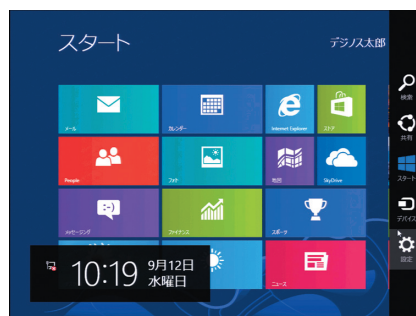 スタート
デジノス太郎
メール
カレンダー
Internet Explorer
ストア
People
フォト
地図
SkyDrive
メッセージング
ファイナンス
スポーツ
ニュース
10:19
9月12日
水曜日
検索
共有
スタート
デバイス
設定